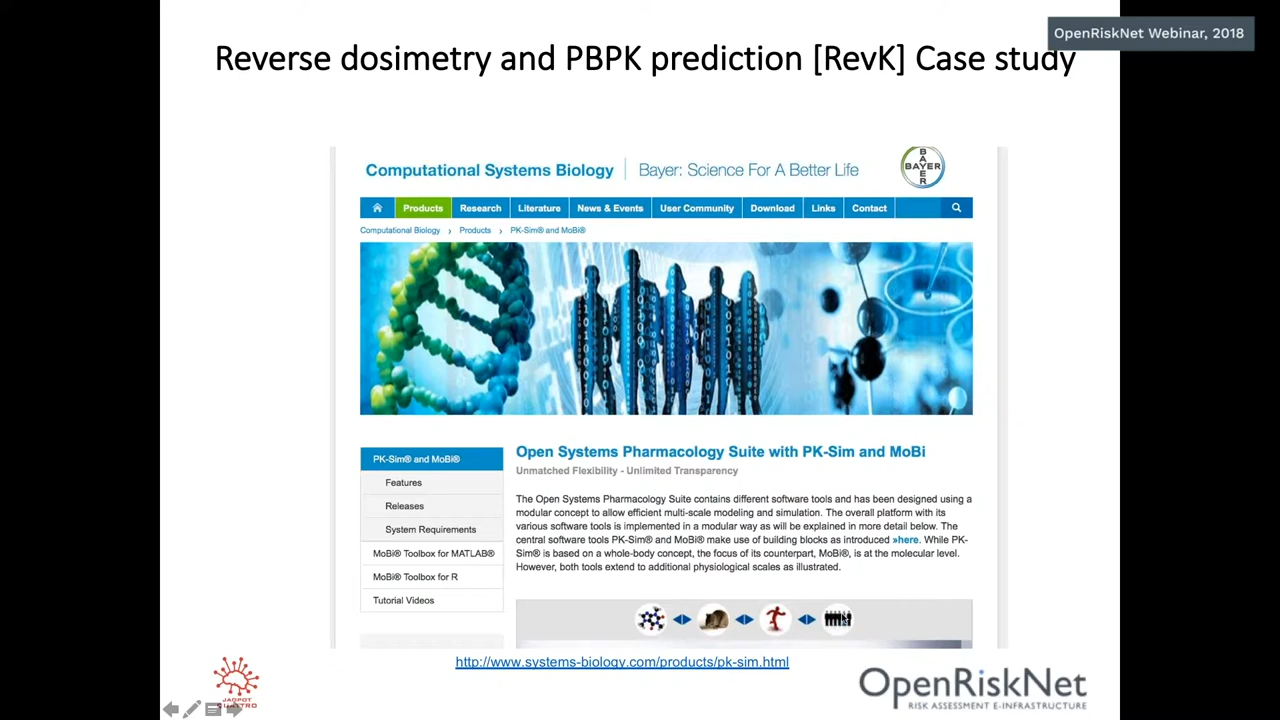 OpenRiskNet Webinar, 2018
Reverse dosimetry and PBPK prediction [RevK] Case study
Computational Systems Biology
Bayer: Science For A Better Life
BAYER
BAYER
Products
Research
Literature
News & Events
User Community
Download
Links
Contact
Computational Biology › Products › PK-Sim® and MoBi®
PK-Sim® and MoBi®
Features
Releases
System Requirements
MoBi® Toolbox for MATLAB®
MoBi® Toolbox for R
Tutorial Videos
Open Systems Pharmacology Suite with PK-Sim and MoBi
Unmatched Flexibility - Unlimited Transparency
The Open Systems Pharmacology Suite contains different software tools and has been designed using a
modular concept to allow efficient multi-scale modeling and simulation. The overall platform with its
various software tools is implemented in a modular way as will be explained in more detail below. The
central software tools PK-Sim® and MoBi® make use of building blocks as introduced »here. While PK-
Sim® is based on a whole-body concept, the focus of its counterpart, MoBi®, is at the molecular level.
However, both tools extend to additional physiological scales as illustrated.
http://www.systems-biology.com/products/pk-sim.html
JAQPOT
QUATTRO
OpenRiskNet
RISK ASSESSMENT E-INFRASTRUCTURE